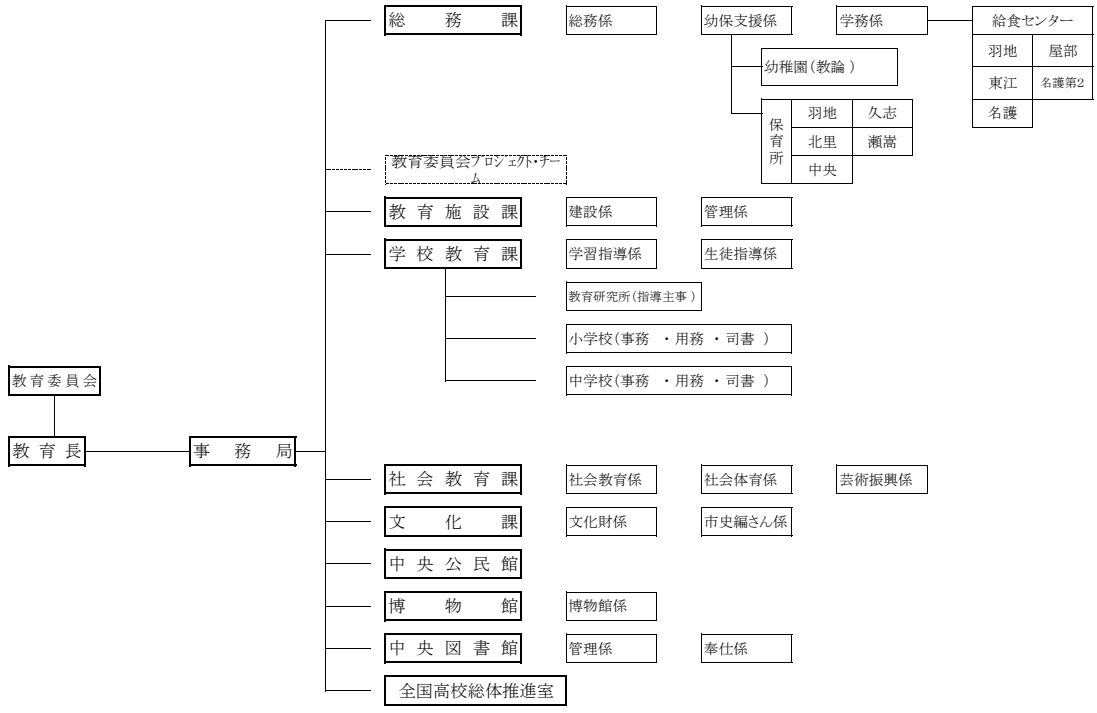 総務課 総務係 幼保支援係 学務係 給食センター
羽地 屋部
幼稚園(教諭)
東江 名護第2
保育所 羽地 久志 名護
北里 瀬嵩
中央
教育委員会プロジェクト・チー
ム
教育施設課 建設係 管理係
学校教育課 学習指導係 生徒指導係
教育研究所(指導主事)
小学校(事務 ・用務 ・司書 )
中学校(事務 ・用務 ・司書 )
教育委員会
教育長 事務局
社会教育課 社会教育係 社会体育係 芸術振興係
文化課 文化財係 市史編さん係
中央公民館
博物館 博物館係
中央図書館 管理係 奉仕係
全国高校総体推進室